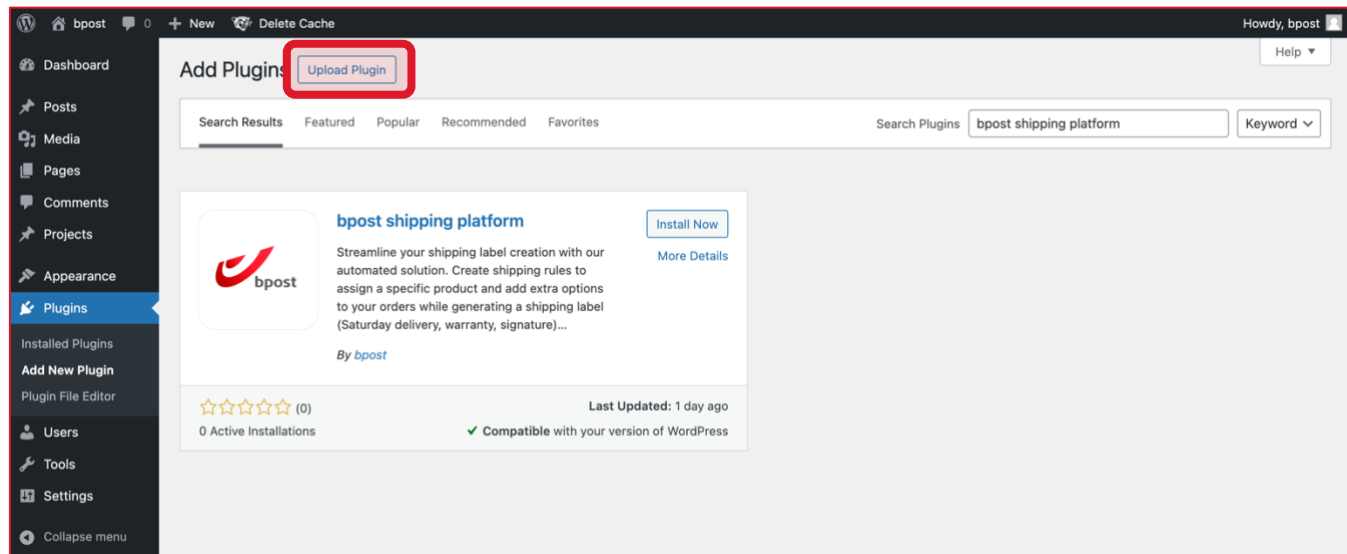 bpost 0 + New Delete Cache Howdy, bpost
Help ▼
Dashboard
Posts
Media
Pages
Comments
Projects
Appearance
Plugins
Installed Plugins
Add New Plugin
Plugin File Editor
Users
Tools
Settings
Collapse menu
Add Plugins Upload Plugin
Search Results Featured Popular Recommended Favorites Search Plugins bpost shipping platform Keyword
bpost
bpost shipping platform
Streamline your shipping label creation with our
automated solution. Create shipping rules to
assign a specific product and add extra options
to your orders while generating a shipping label
(Saturday delivery, warranty, signature)...
By bpost
Install Now
More Details
(0)
0 Active Installations
Last Updated: 1 day ago
✔ Compatible with your version of WordPress